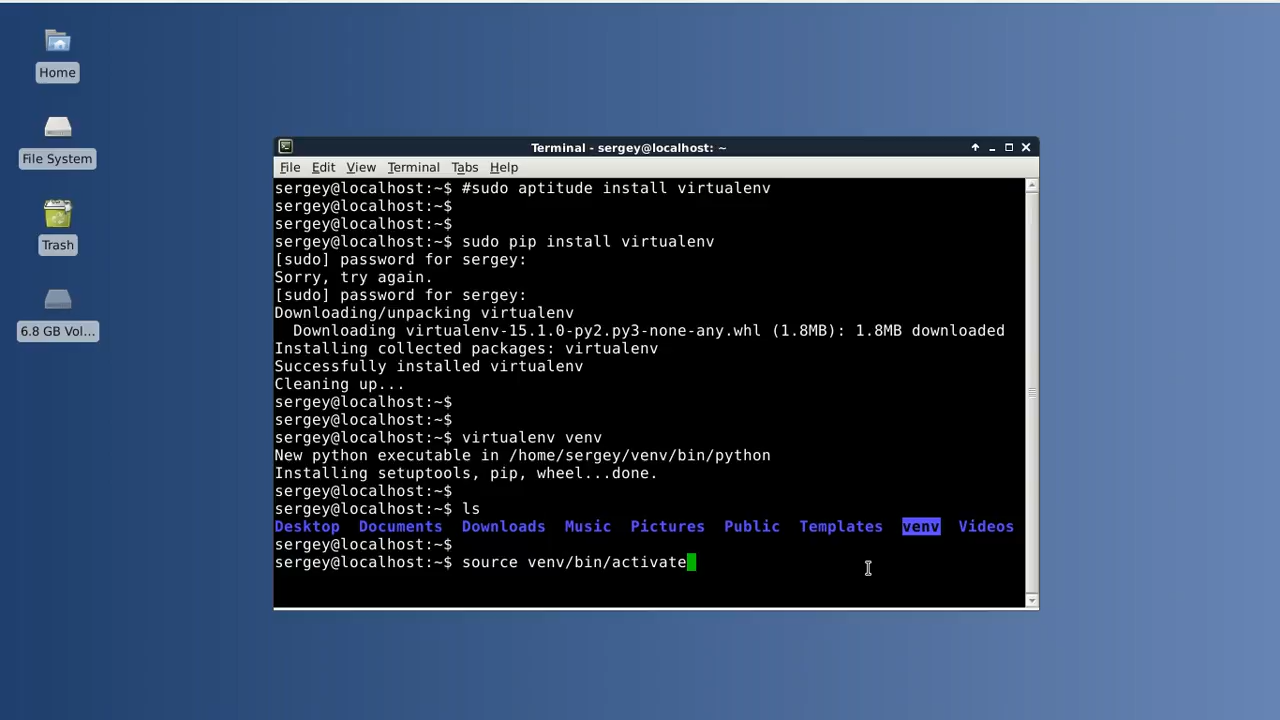 Home
File System
Trash
6.8 GB Vol...
Terminal - sergey@localhost: ~
File Edit View Terminal Tabs Help
sergey@localhost:~$ #sudo aptitude install virtualenv
sergey@localhost:~$
sergey@localhost:~$
sergey@localhost:~$ sudo pip install virtualenv
[sudo] password for sergey:
Sorry, try again.
[sudo] password for sergey:
Downloading/unpacking virtualenv
  Downloading virtualenv-15.1.0-py2.py3-none-any.whl (1.8MB): 1.8MB downloaded
Installing collected packages: virtualenv
Successfully installed virtualenv
Cleaning up...
sergey@localhost:~$
sergey@localhost:~$
sergey@localhost:~$ virtualenv venv
New python executable in /home/sergey/venv/bin/python
Installing setuptools, pip, wheel...done.
sergey@localhost:~$
sergey@localhost:~$ ls
Desktop Documents Downloads Music Pictures Public Templates venv Videos
sergey@localhost:~$
sergey@localhost:~$ source venv/bin/activate